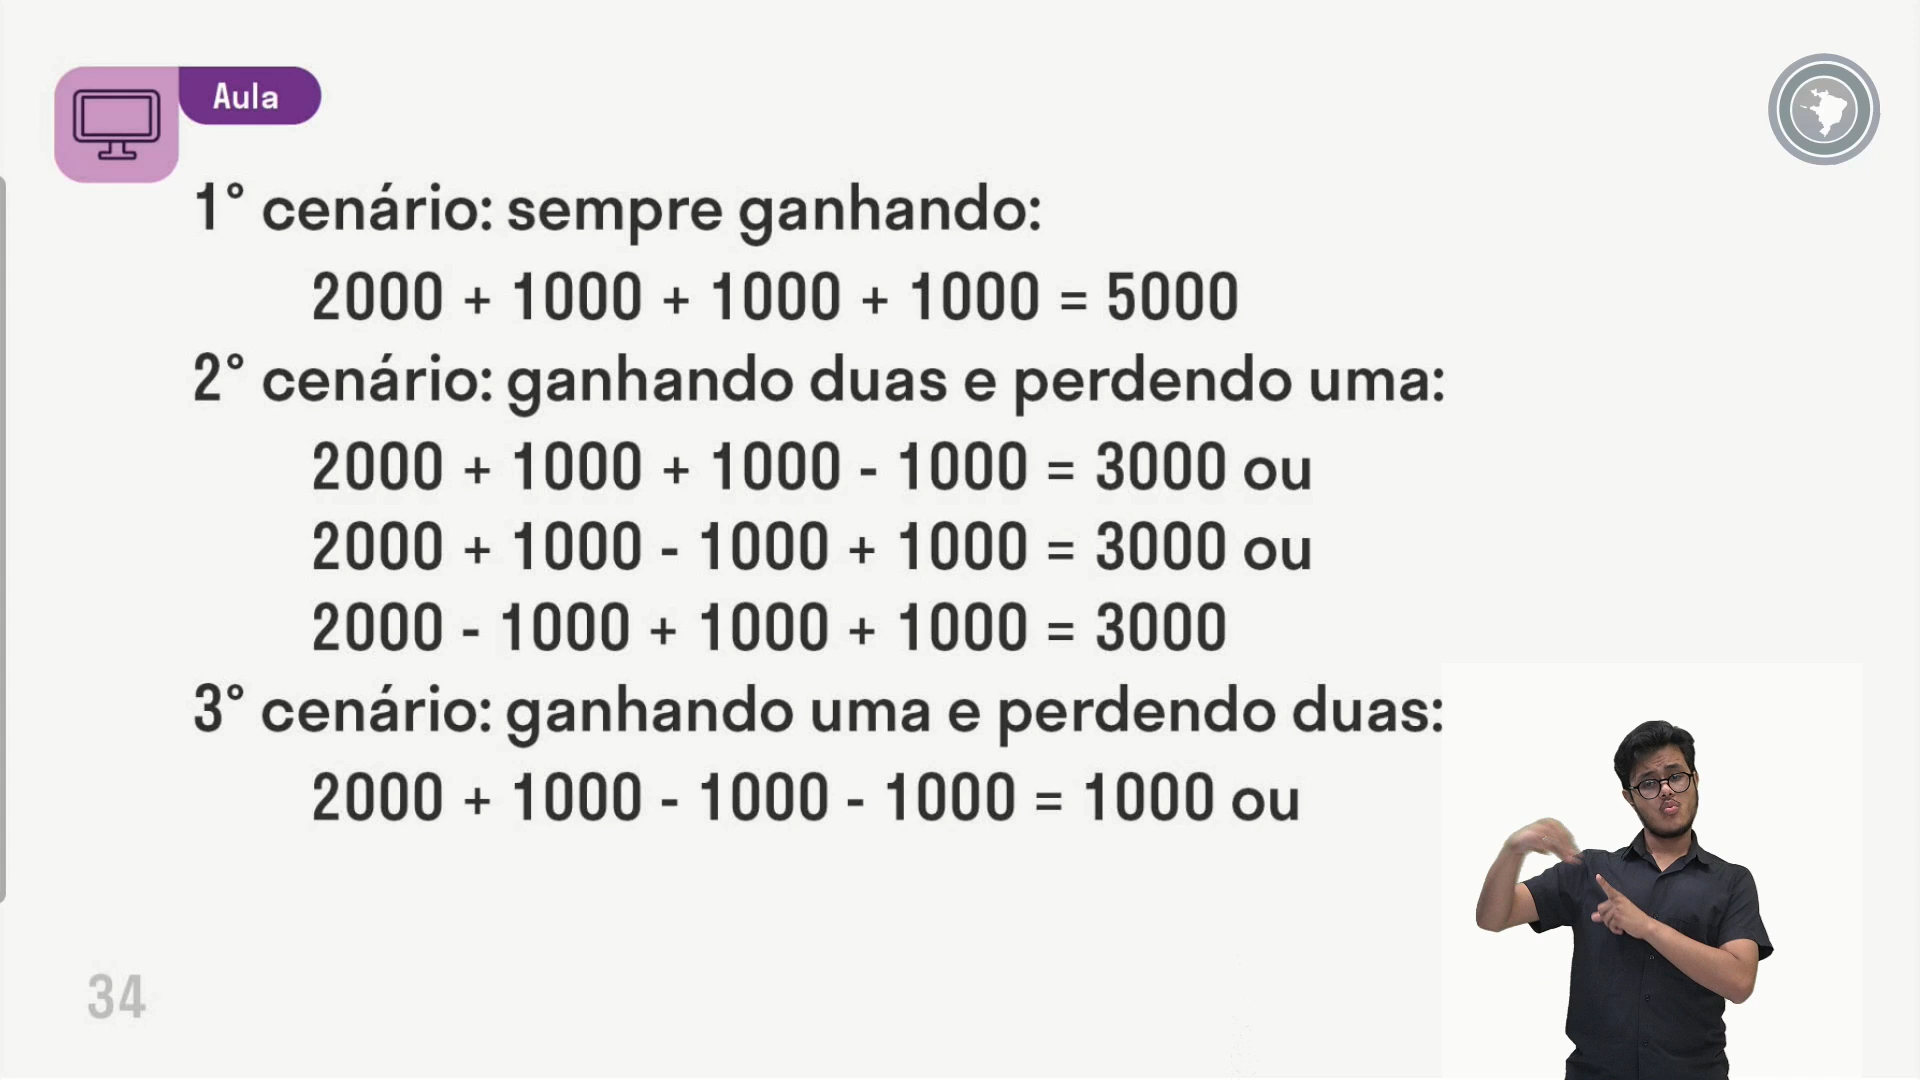 Aula
1° cenário: sempre ganhando:
2000 + 1000 + 1000 + 1000 = 5000
2° cenário: ganhando duas e perdendo uma:
2000 + 1000 + 1000 - 1000 = 3000 ou
2000 + 1000 - 1000 + 1000 = 3000 ou
2000 - 1000 + 1000 + 1000 = 3000
3° cenário: ganhando uma e perdendo duas:
2000 + 1000 - 1000 - 1000 = 1000 ou
34